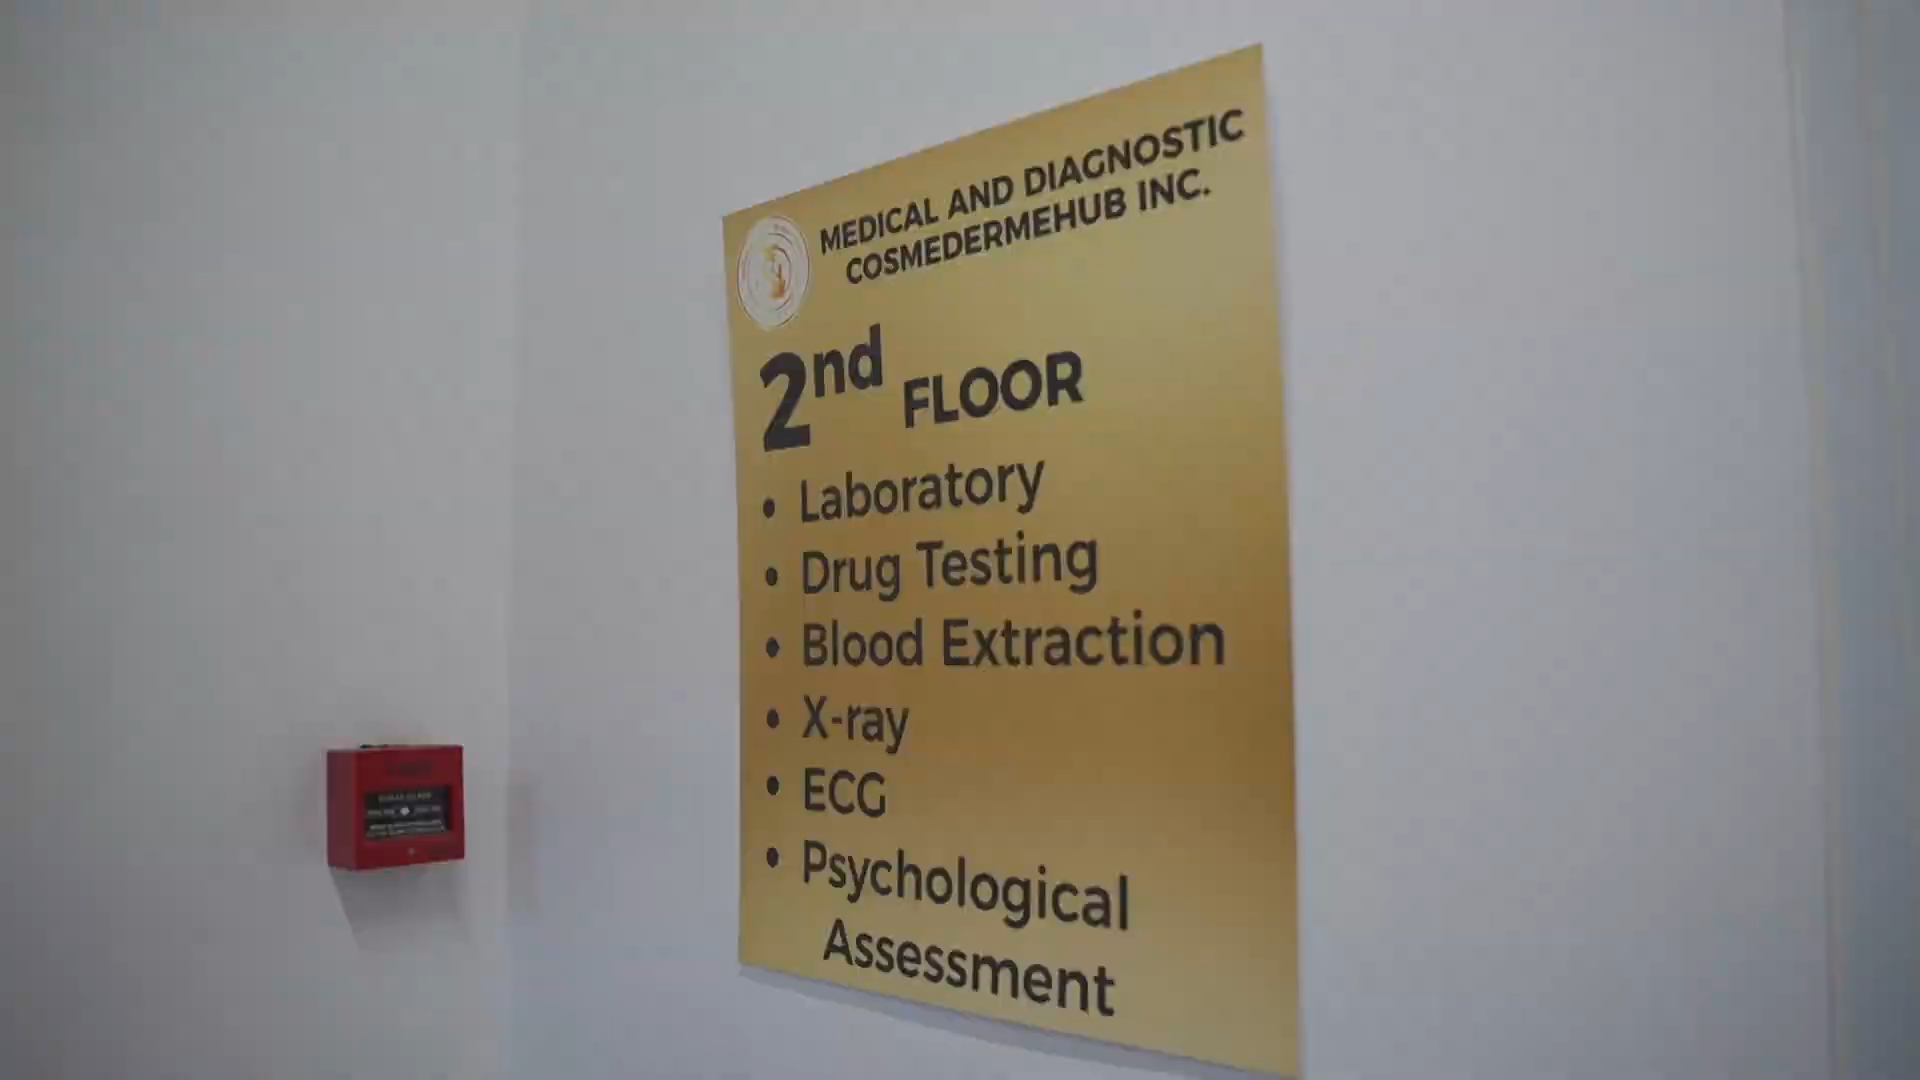 MEDICAL AND DIAGNOSTIC
COSMEDERMEHUB INC.
2nd FLOOR
• Laboratory
• Drug Testing
• Blood Extraction
• X-ray
• ECG
• Psychological
Assessment